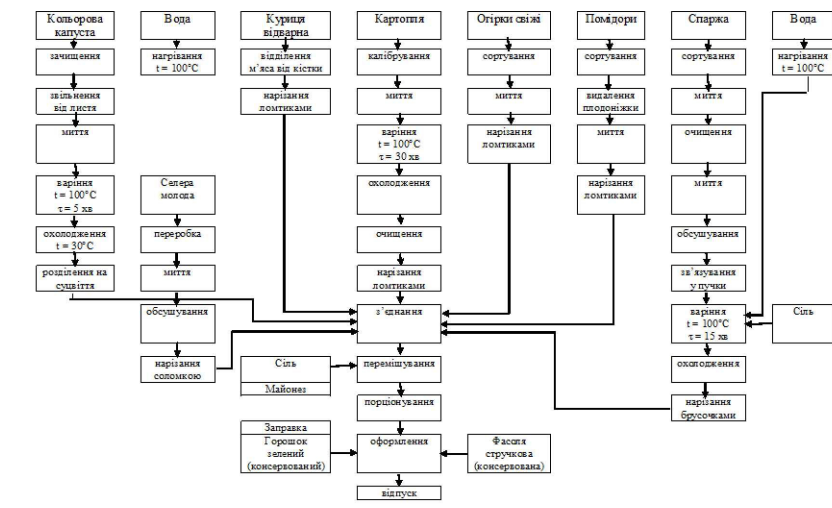 Кольорова
капуста
Вода
Куриця
відварна
Картопля
Огірки свіжі
Помідори
Спаржа
Вода
зачищення
нагрівання
t = 100°C
відділення
м'яса від кістки
калібрування
сортування
сортування
сортування
нагрівання
t = 100°C
звільнення
від листя
нарізання
ломтиками
миття
миття
видалення
плодоніжки
миття
миття
варіння
t = 100°C
τ = 30 хв
нарізання
ломтиками
миття
очищення
варіння
t = 100°C
τ = 5 хв
Селера
молода
охолодження
нарізання
ломтиками
миття
охолодження
t = 30°C
переробка
очищення
обсушування
розділення на
суцвіття
миття
нарізання
ломтиками
зв'язування
у пучки
обсушування
з'єднання
варіння
t = 100°C
τ = 15 хв
Сіль
нарізання
соломкою
Сіль
Майонез
перемішування
охолодження
порціонування
нарізання
брусочками
Заправка
Горошок
зелений
(консервований)
оформлення
Фасоля
стручкова
(консервована)
відпуск